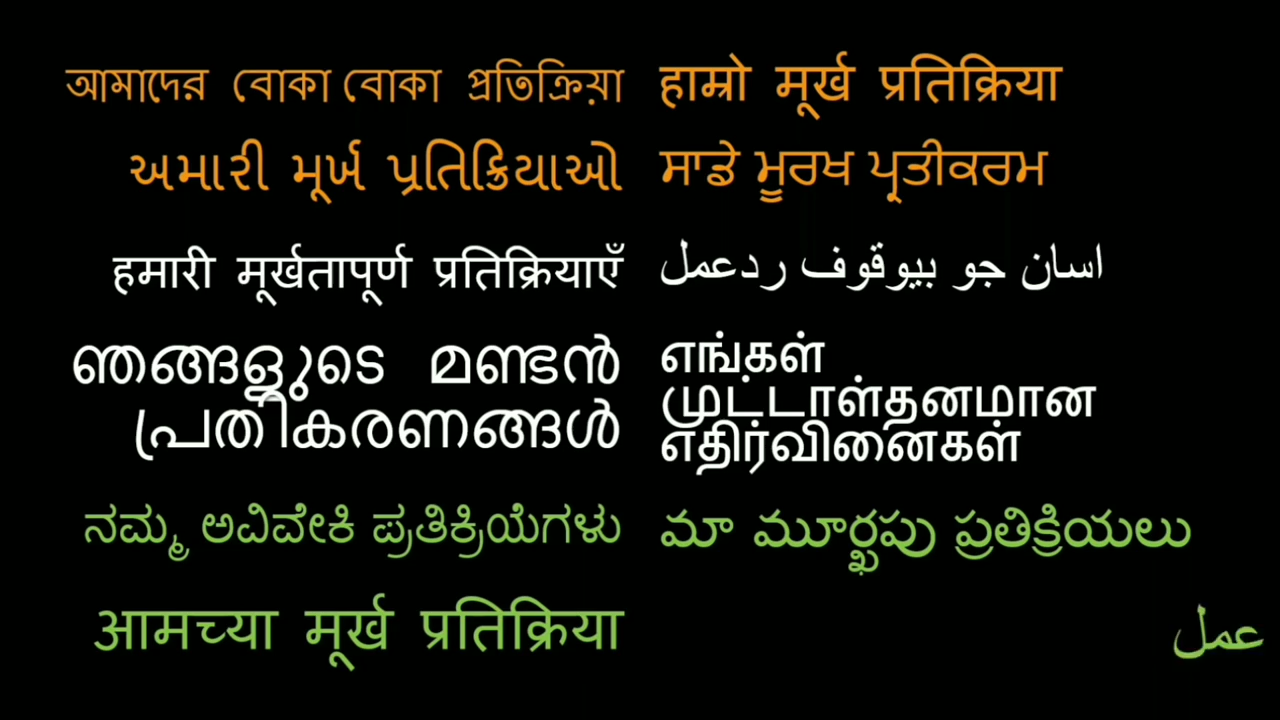 আমাদের বোকা বোকা প্রতিক্রিয়া
हाम्रो मूर्ख प्रतिक्रिया
અમારી મૂર્ખ પ્રતિક્રિયાઓ
ਸਾਡੇ ਮੂਰਖ ਪ੍ਰਤੀਕਰਮ
हमारी मूर्खतापूर्ण प्रतिक्रियाएँ
اسان جو بيوقوف ردعمل
ഞങ്ങളുടെ മണ്ടൻ
പ്രതികരണങ്ങൾ
எங்கள்
முட்டாள்தனமான
எதிர்வினைகள்
ನಮ್ಮ ಅವಿವೇಕಿ ಪ್ರತಿಕ್ರಿಯೆಗಳು
మా మూర్ఖపు ప్రతిక్రియలు
आमच्या मूर्ख प्रतिक्रिया
عمل